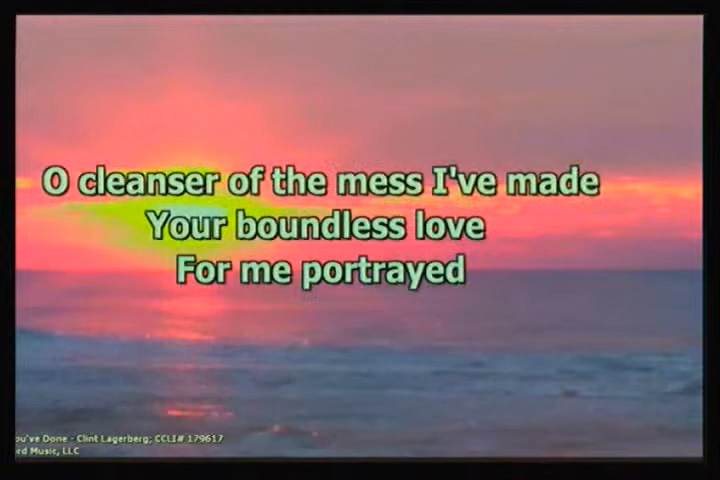 O cleanser of the mess I've made
Your boundless love
For me portrayed
ou've Done - Clint Lagerberg; CCLI# 179617
rd Music, LLC